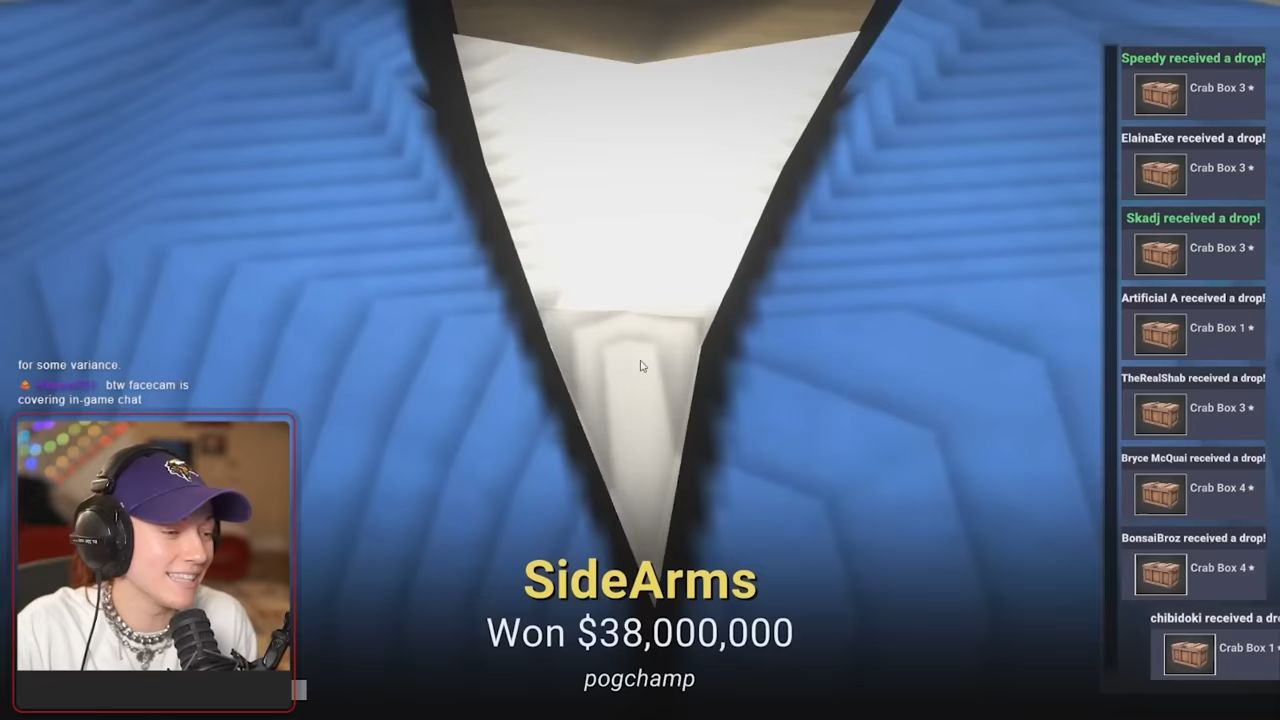 for some variance.
btw facecam is
covering in-game chat
SideArms
Won $38,000,000
pogchamp
Speedy received a drop!
Crab Box 3★
ElainaExe received a drop!
Crab Box 3★
Skadj received a drop!
Crab Box 3★
Artificial A received a drop!
Crab Box 1★
TheRealShab received a drop!
Crab Box 3★
Bryce McQuai received a drop!
Crab Box 4★
BonsaiBroz received a drop!
Crab Box 4★
chibidoki received a dro
Crab Box 1★